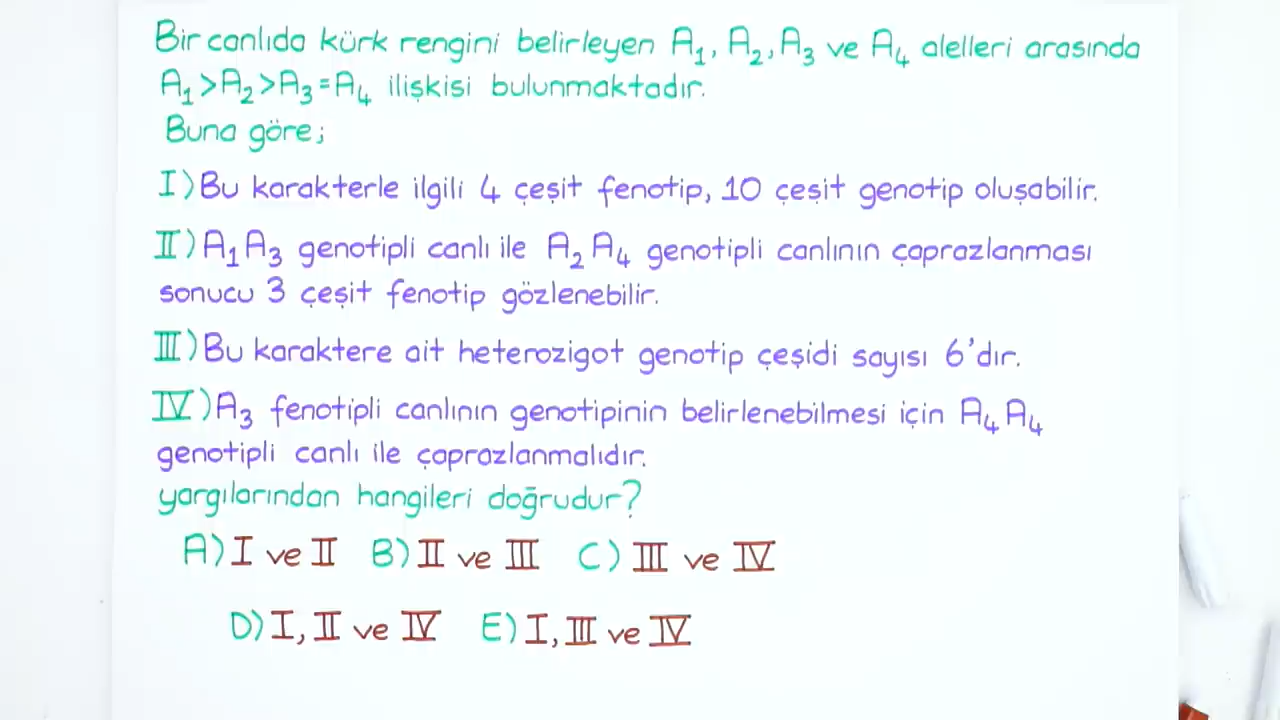 Bir canlıda kürk rengini belirleyen A₁, A₂, A₃ ve A₄ alelleri arasında
A₁>A₂>A₃=A₄ ilişkisi bulunmaktadır.
Buna göre;
I) Bu karakterle ilgili 4 çeşit fenotip, 10 çeşit genotip oluşabilir.
II) A₁A₃ genotipli canlı ile A₂A₄ genotipli canlının çaprazlanması
sonucu 3 çeşit fenotip gözlenebilir.
III) Bu karaktere ait heterozigot genotip çeşidi sayısı 6'dır.
IV) A₃ fenotipli canlının genotipinin belirlenebilmesi için A₄A₄
genotipli canlı ile çaprazlanmalıdır.
yargılarından hangileri doğrudur?
A) I ve II B) II ve III C) III ve IV
D) I, II ve IV E) I, III ve IV